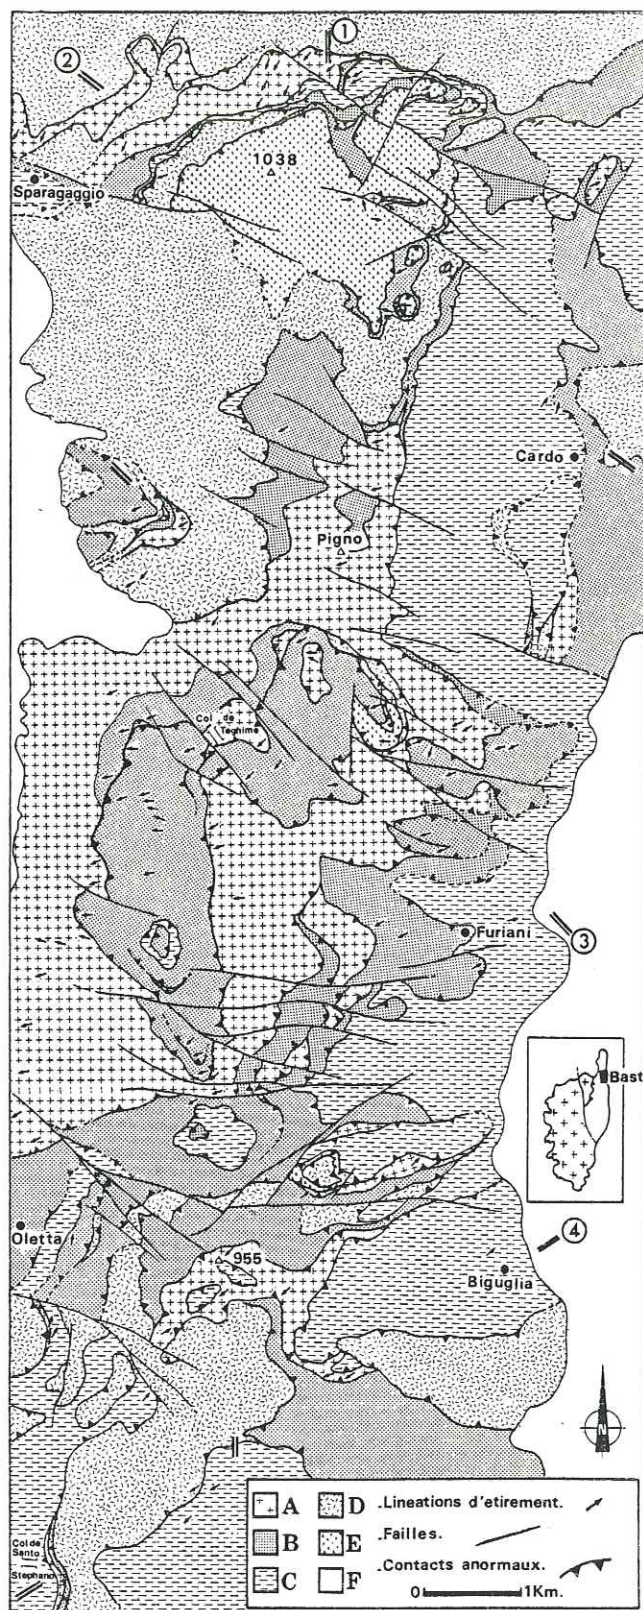 ①
②
1038
Sparagaggio
Cardo
Pigno
Col de
Teghime
③
Furiani
Bast
Oletta
④
955
Biguglia
N
A D .Lineations d'etirement.
B E .Failles.
C F .Contacts anormaux.
0 1Km.
Col de
Santo
Stephano